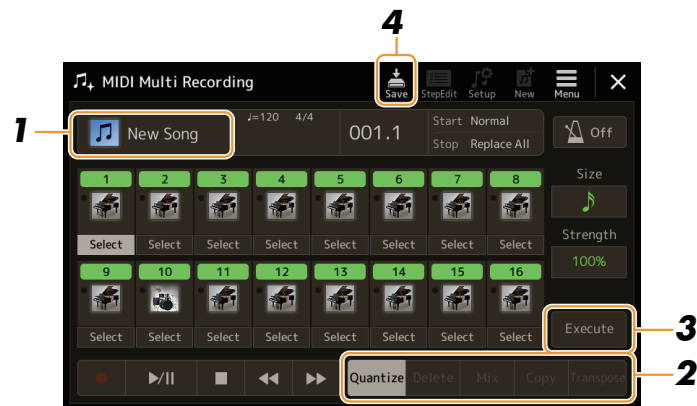 4
MIDI Multi Recording
Save StepEdit Setup New Menu
1
New Song
♩=120 4/4
001.1
Start Normal
Stop Replace All
Off
1 2 3 4 5 6 7 8
Size
Select Select Select Select Select Select Select Select
Strength
100%
9 10 11 12 13 14 15 16
Select Select Select Select Select Select Select Select
Execute
3
Quantize Delete Mix Copy Transpose
2